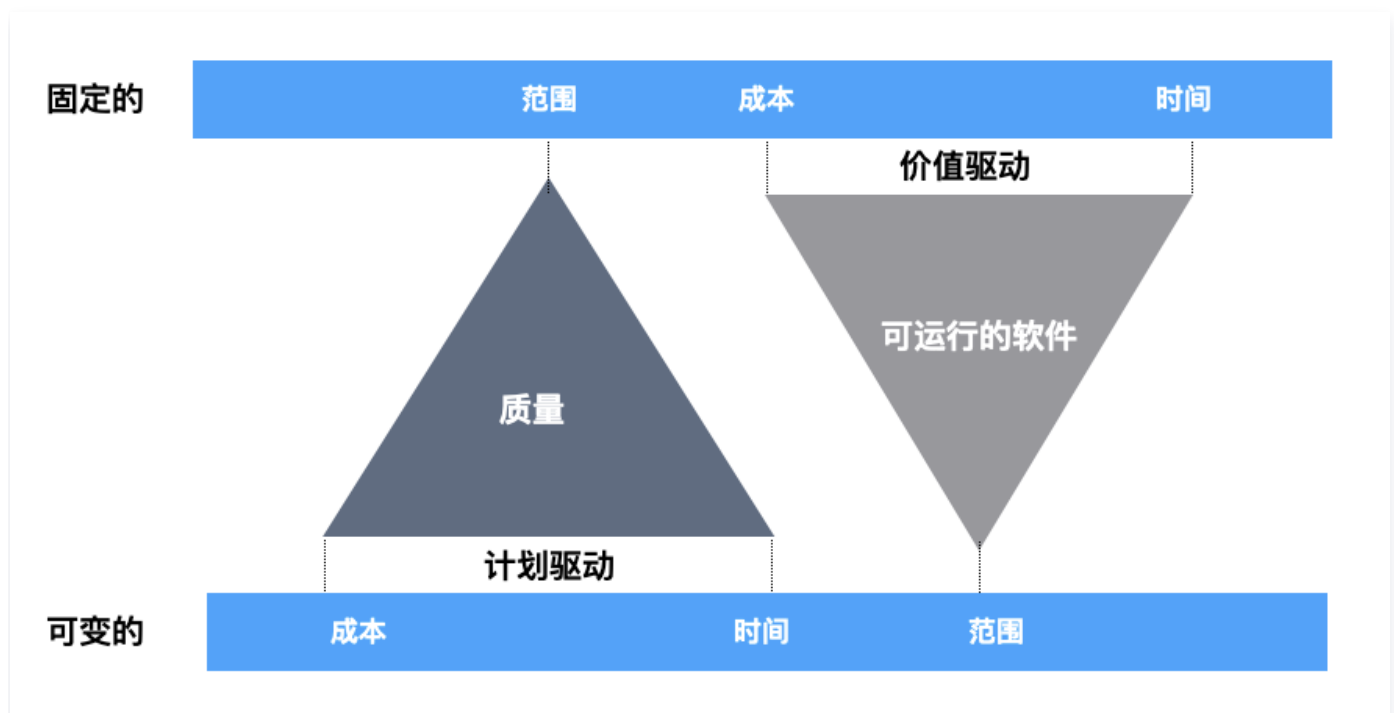 固定的 范围 成本 时间
价值驱动
可运行的软件
质量
计划驱动
可变的 成本 时间 范围